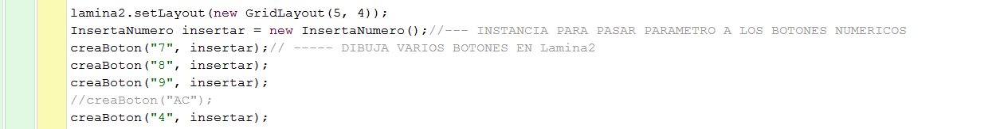 lamina2.setLayout(new GridLayout(5, 4));
InsertaNumero insertar = new InsertaNumero();//--- INSTANCIA PARA PASAR PARAMETRO A LOS BOTONES NUMERICOS
creaBoton("7", insertar);// ----- DIBUJA VARIOS BOTONES EN Lamina2
creaBoton("8", insertar);
creaBoton("9", insertar);
//creaBoton("AC");
creaBoton("4", insertar);